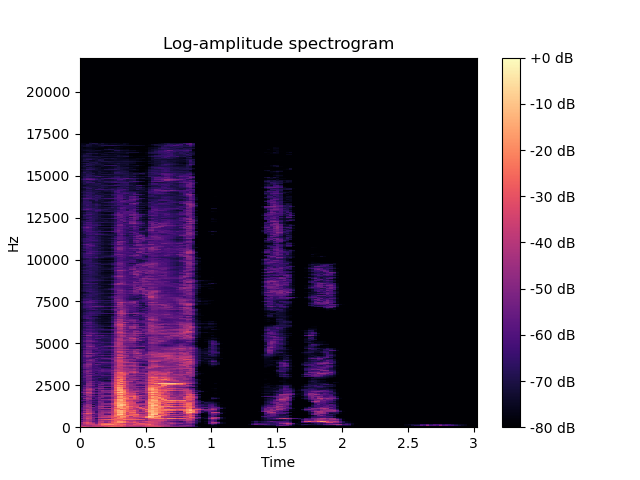 Log-amplitude spectrogram
20000
17500
15000
12500
10000
7500
5000
2500
0
Hz
0 0.5 1 1.5 2 2.5 3
Time
+0 dB
-10 dB
-20 dB
-30 dB
-40 dB
-50 dB
-60 dB
-70 dB
-80 dB